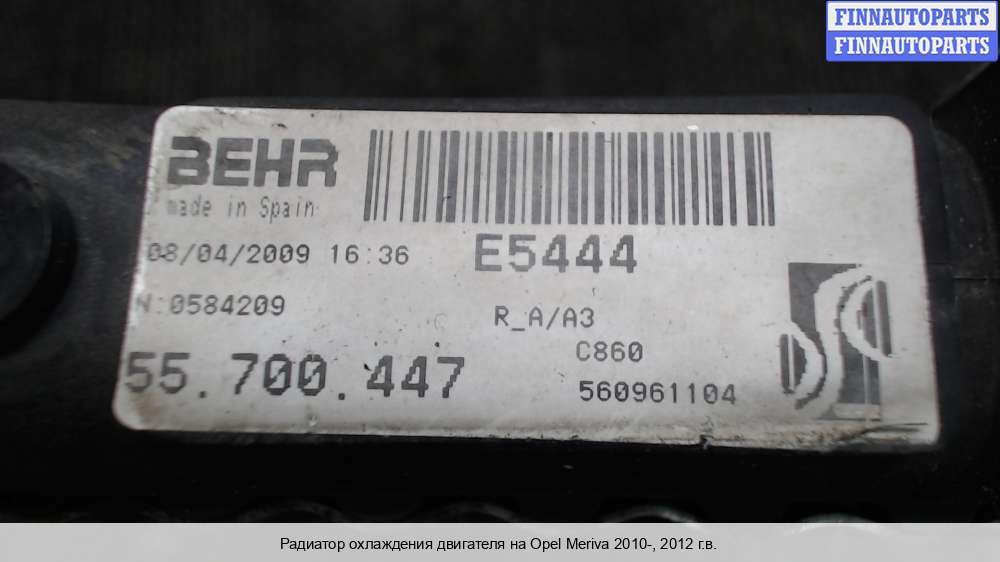 FINNAUTOPARTS
FINNAUTOPARTS
BEHR
made in Spain
08/04/2009 16:36
E5444
N:0584209
R_A/A3
C860
55.700.447
560961104
Радиатор охлаждения двигателя на Opel Meriva 2010-, 2012 г.в.